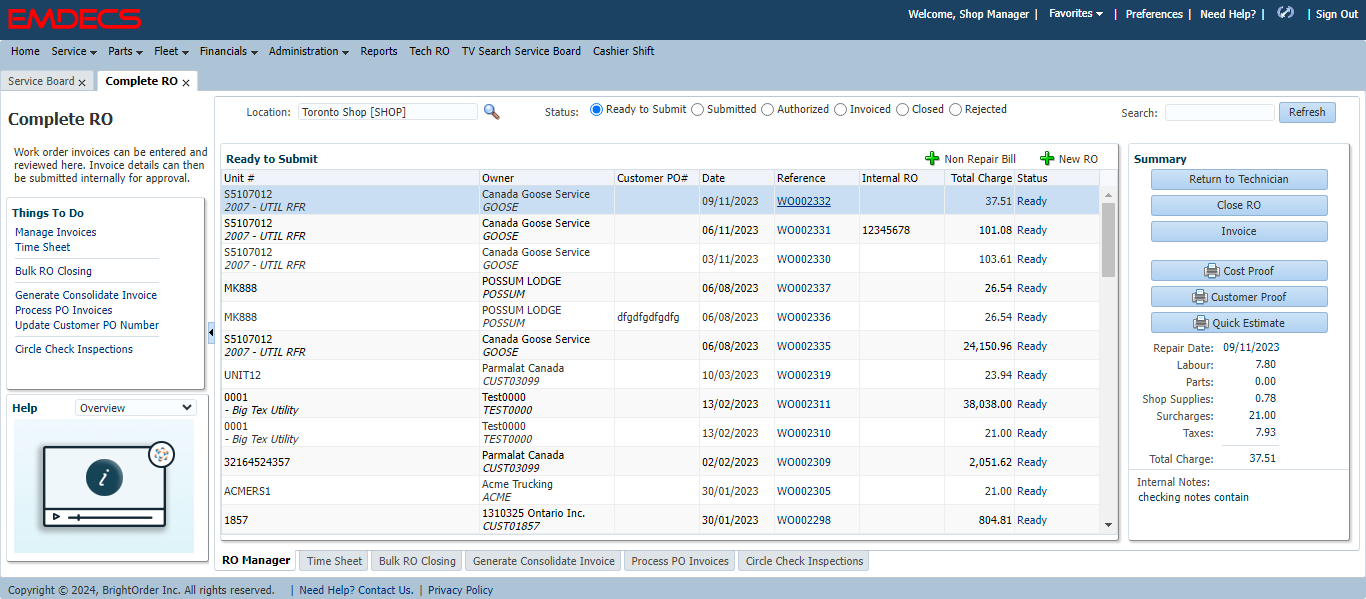 EMDECS
Welcome, Shop Manager | Favorites | Preferences | Need Help? | | Sign Out
Home Service Parts Fleet Financials Administration Reports Tech RO TV Search Service Board Cashier Shift
Service Board x Complete RO x
Complete RO
Work order invoices can be entered and
reviewed here. Invoice details can then
be submitted internally for approval.
Things To Do
Manage Invoices
Time Sheet
Bulk RO Closing
Generate Consolidate Invoice
Process PO Invoices
Update Customer PO Number
Circle Check Inspections
Help Overview
i
Location: Toronto Shop [SHOP] Status: Ready to Submit Submitted Authorized Invoiced Closed Rejected Search: Refresh
Ready to Submit Non Repair Bill New RO
Unit # Owner Customer PO# Date Reference Internal RO Total Charge Status
S5107012 Canada Goose Service 09/11/2023 WO002332 37.51 Ready
2007 - UTIL RFR GOOSE
S5107012 Canada Goose Service 06/11/2023 WO002331 12345678 101.08 Ready
2007 - UTIL RFR GOOSE
S5107012 Canada Goose Service 03/11/2023 WO002330 103.61 Ready
2007 - UTIL RFR GOOSE
MK888 POSSUM LODGE 06/08/2023 WO002337 26.54 Ready
POSSUM
MK888 POSSUM LODGE dfgdfgdfgdfg 06/08/2023 WO002336 26.54 Ready
POSSUM
S5107012 Canada Goose Service 06/08/2023 WO002335 24,150.96 Ready
2007 - UTIL RFR GOOSE
UNIT12 Parmalat Canada 10/03/2023 WO002319 23.94 Ready
CUST03099
0001 Test0000 13/02/2023 WO002311 38,038.00 Ready
- Big Tex Utility TEST0000
0001 Test0000 13/02/2023 WO002310 21.00 Ready
- Big Tex Utility TEST0000
32164524357 Parmalat Canada 02/02/2023 WO002309 2,051.62 Ready
CUST03099
ACMERS1 Acme Trucking 30/01/2023 WO002305 21.00 Ready
ACME
1857 1310325 Ontario Inc. 30/01/2023 WO002298 804.81 Ready
CUST01857
Summary
Return to Technician
Close RO
Invoice
Cost Proof
Customer Proof
Quick Estimate
Repair Date: 09/11/2023
Labour: 7.80
Parts: 0.00
Shop Supplies: 0.78
Surcharges: 21.00
Taxes: 7.93
Total Charge: 37.51
Internal Notes:
checking notes contain
RO Manager Time Sheet Bulk RO Closing Generate Consolidate Invoice Process PO Invoices Circle Check Inspections
Copyright © 2024, BrightOrder Inc. All rights reserved. | Need Help? Contact Us. | Privacy Policy